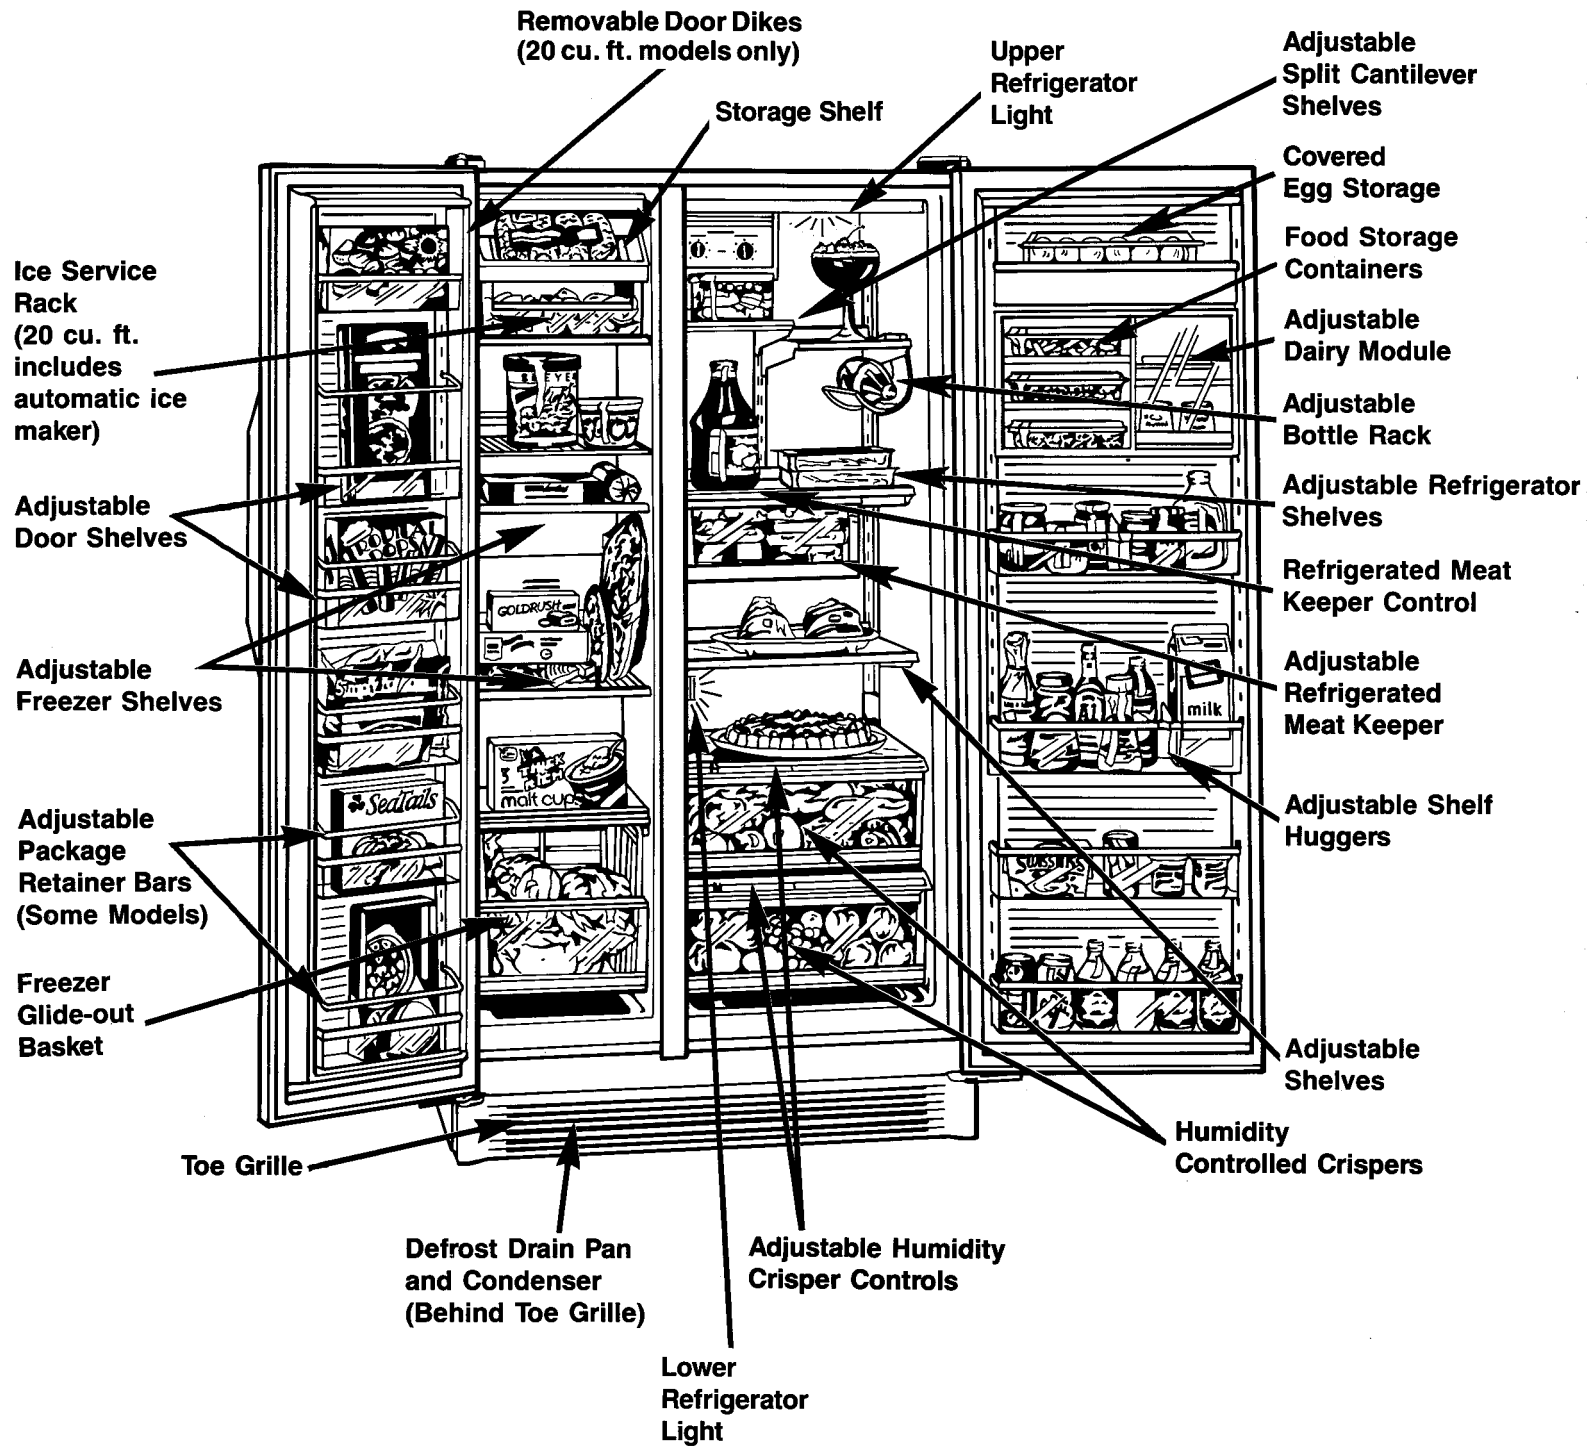 Removable Door Dikes
(20 cu. ft. models only)
Storage Shelf
Upper
Refrigerator
Light
Adjustable
Split Cantilever
Shelves
Covered
Egg Storage
Food Storage
Containers
Adjustable
Dairy Module
Adjustable
Bottle Rack
Adjustable Refrigerator
Shelves
Refrigerated Meat
Keeper Control
Adjustable
Refrigerated
Meat Keeper
Adjustable Shelf
Huggers
Adjustable
Shelves
Humidity
Controlled Crispers
Ice Service
Rack
(20 cu. ft.
includes
automatic ice
maker)
Adjustable
Door Shelves
Adjustable
Freezer Shelves
Adjustable
Package
Retainer Bars
(Some Models)
Freezer
Glide-out
Basket
Toe Grille
Defrost Drain Pan
and Condenser
(Behind Toe Grille)
Adjustable Humidity
Crisper Controls
Lower
Refrigerator
Light
GOLDRUSH
malt cup
SeaTails
milk
A1